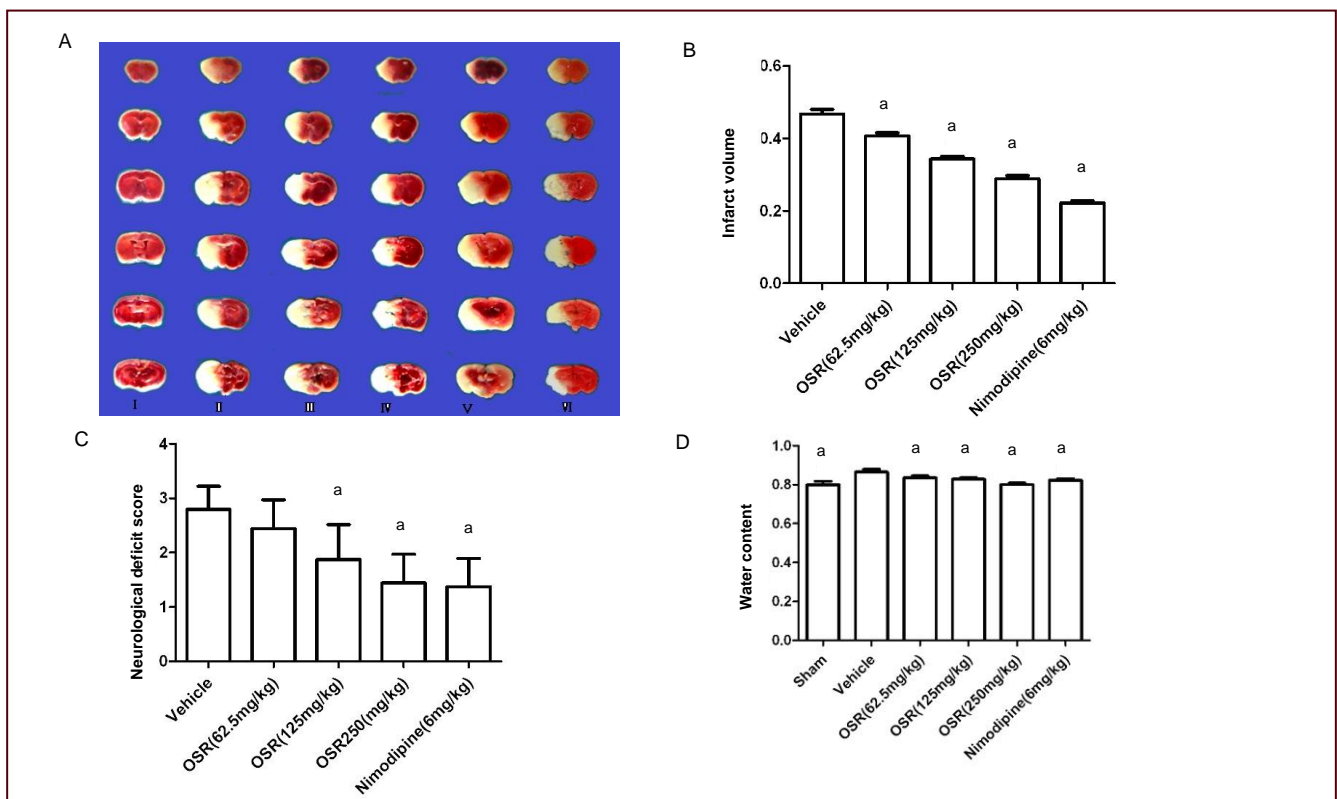 A
I II III IV V VI
B
Infarct volume
0.6
0.4
0.2
0.0
a
a
a
a
Vehicle
OSR(62.5mg/kg)
OSR(125mg/kg)
OSR(250mg/kg)
Nimodipine(6mg/kg)
C
Neurological deficit score
4
3
2
1
0
a
a
a
Vehicle
OSR(62.5mg/kg)
OSR(125mg/kg)
OSR250(mg/kg)
Nimodipine(6mg/kg)
D
Water content
1.0
0.8
0.6
0.4
0.2
0.0
a
a
a
a
a
Sham
Vehicle
OSR(62.5mg/kg)
OSR(125mg/kg)
OSR(250mg/kg)
Nimodipine(6mg/kg)